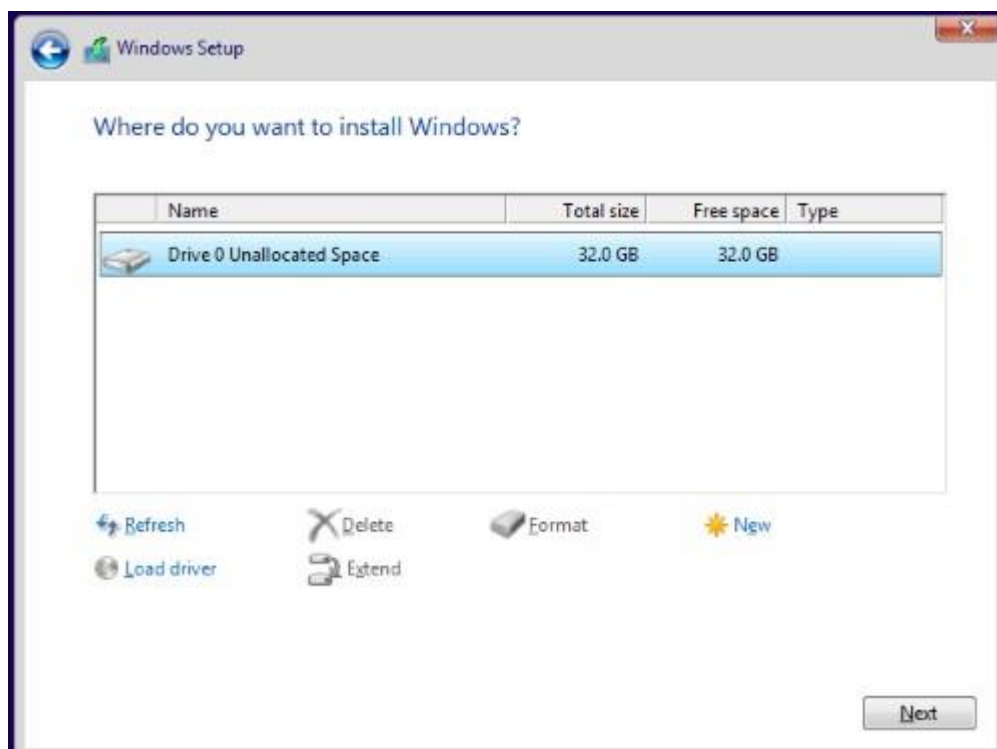 Windows Setup
Where do you want to install Windows?
Name Total size Free space Type
Drive 0 Unallocated Space 32.0 GB 32.0 GB
Refresh Delete Format New
Load driver Extend
Next